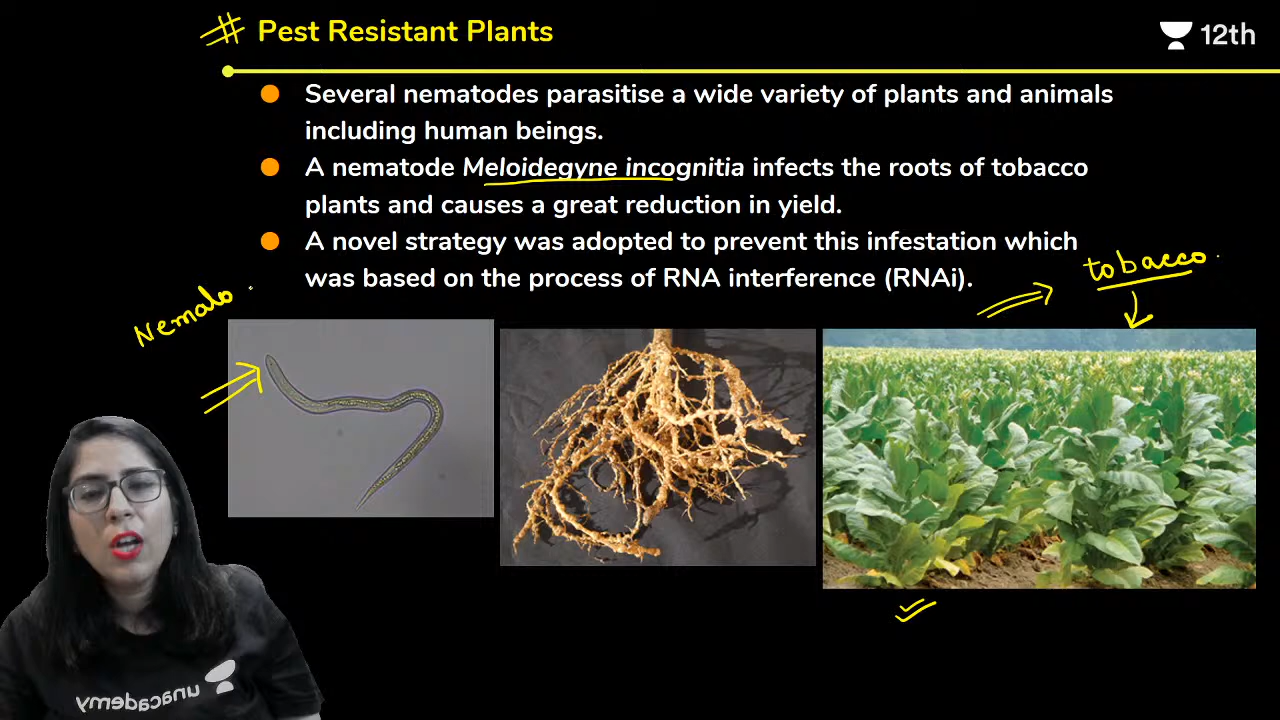 # Pest Resistant Plants
12th
Several nematodes parasitise a wide variety of plants and animals
including human beings.
A nematode Meloidegyne incognitia infects the roots of tobacco
plants and causes a great reduction in yield.
A novel strategy was adopted to prevent this infestation which
was based on the process of RNA interference (RNAi).
tobacco
Nemato
unacademy